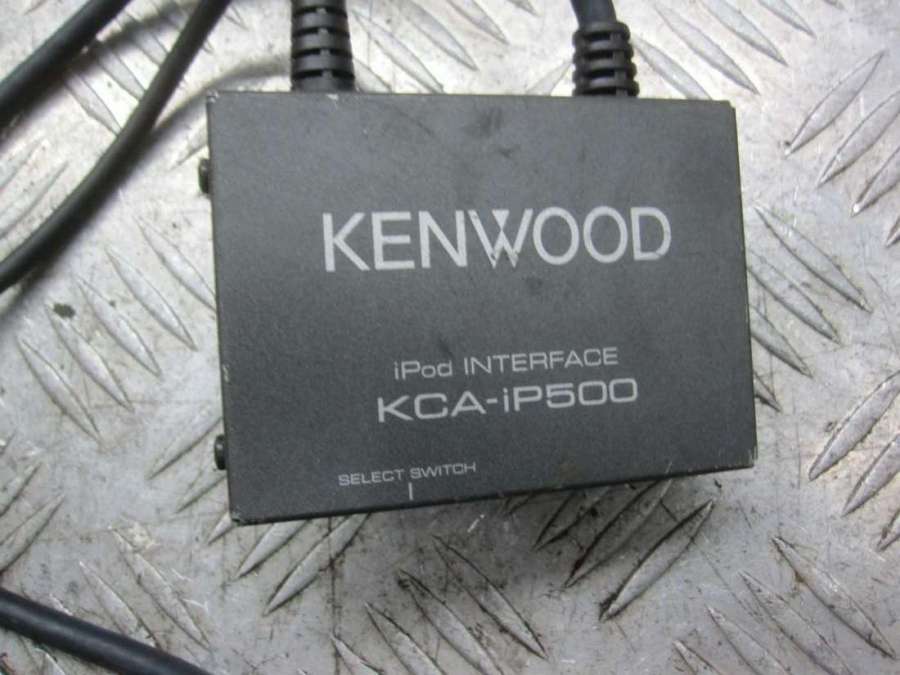 KENWOOD
iPod INTERFACE
KCA-iP500
SELECT SWITCH